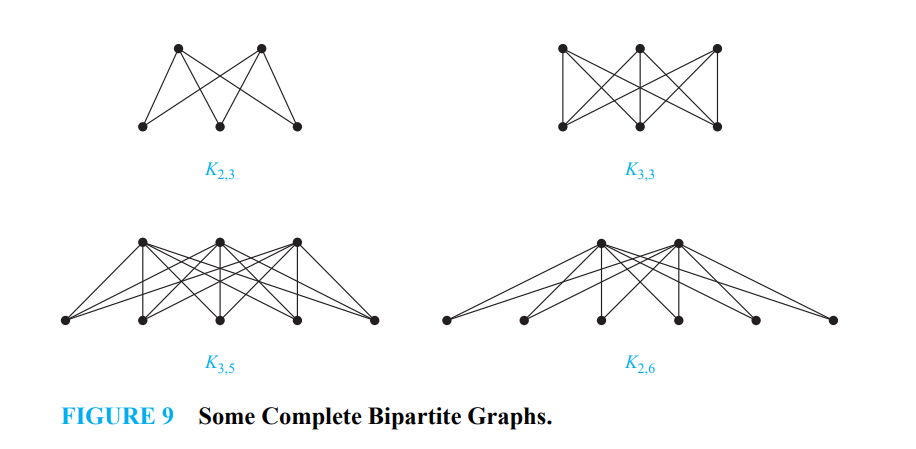 K2,3
K3,3
K3,5
K2,6
FIGURE 9 Some Complete Bipartite Graphs.